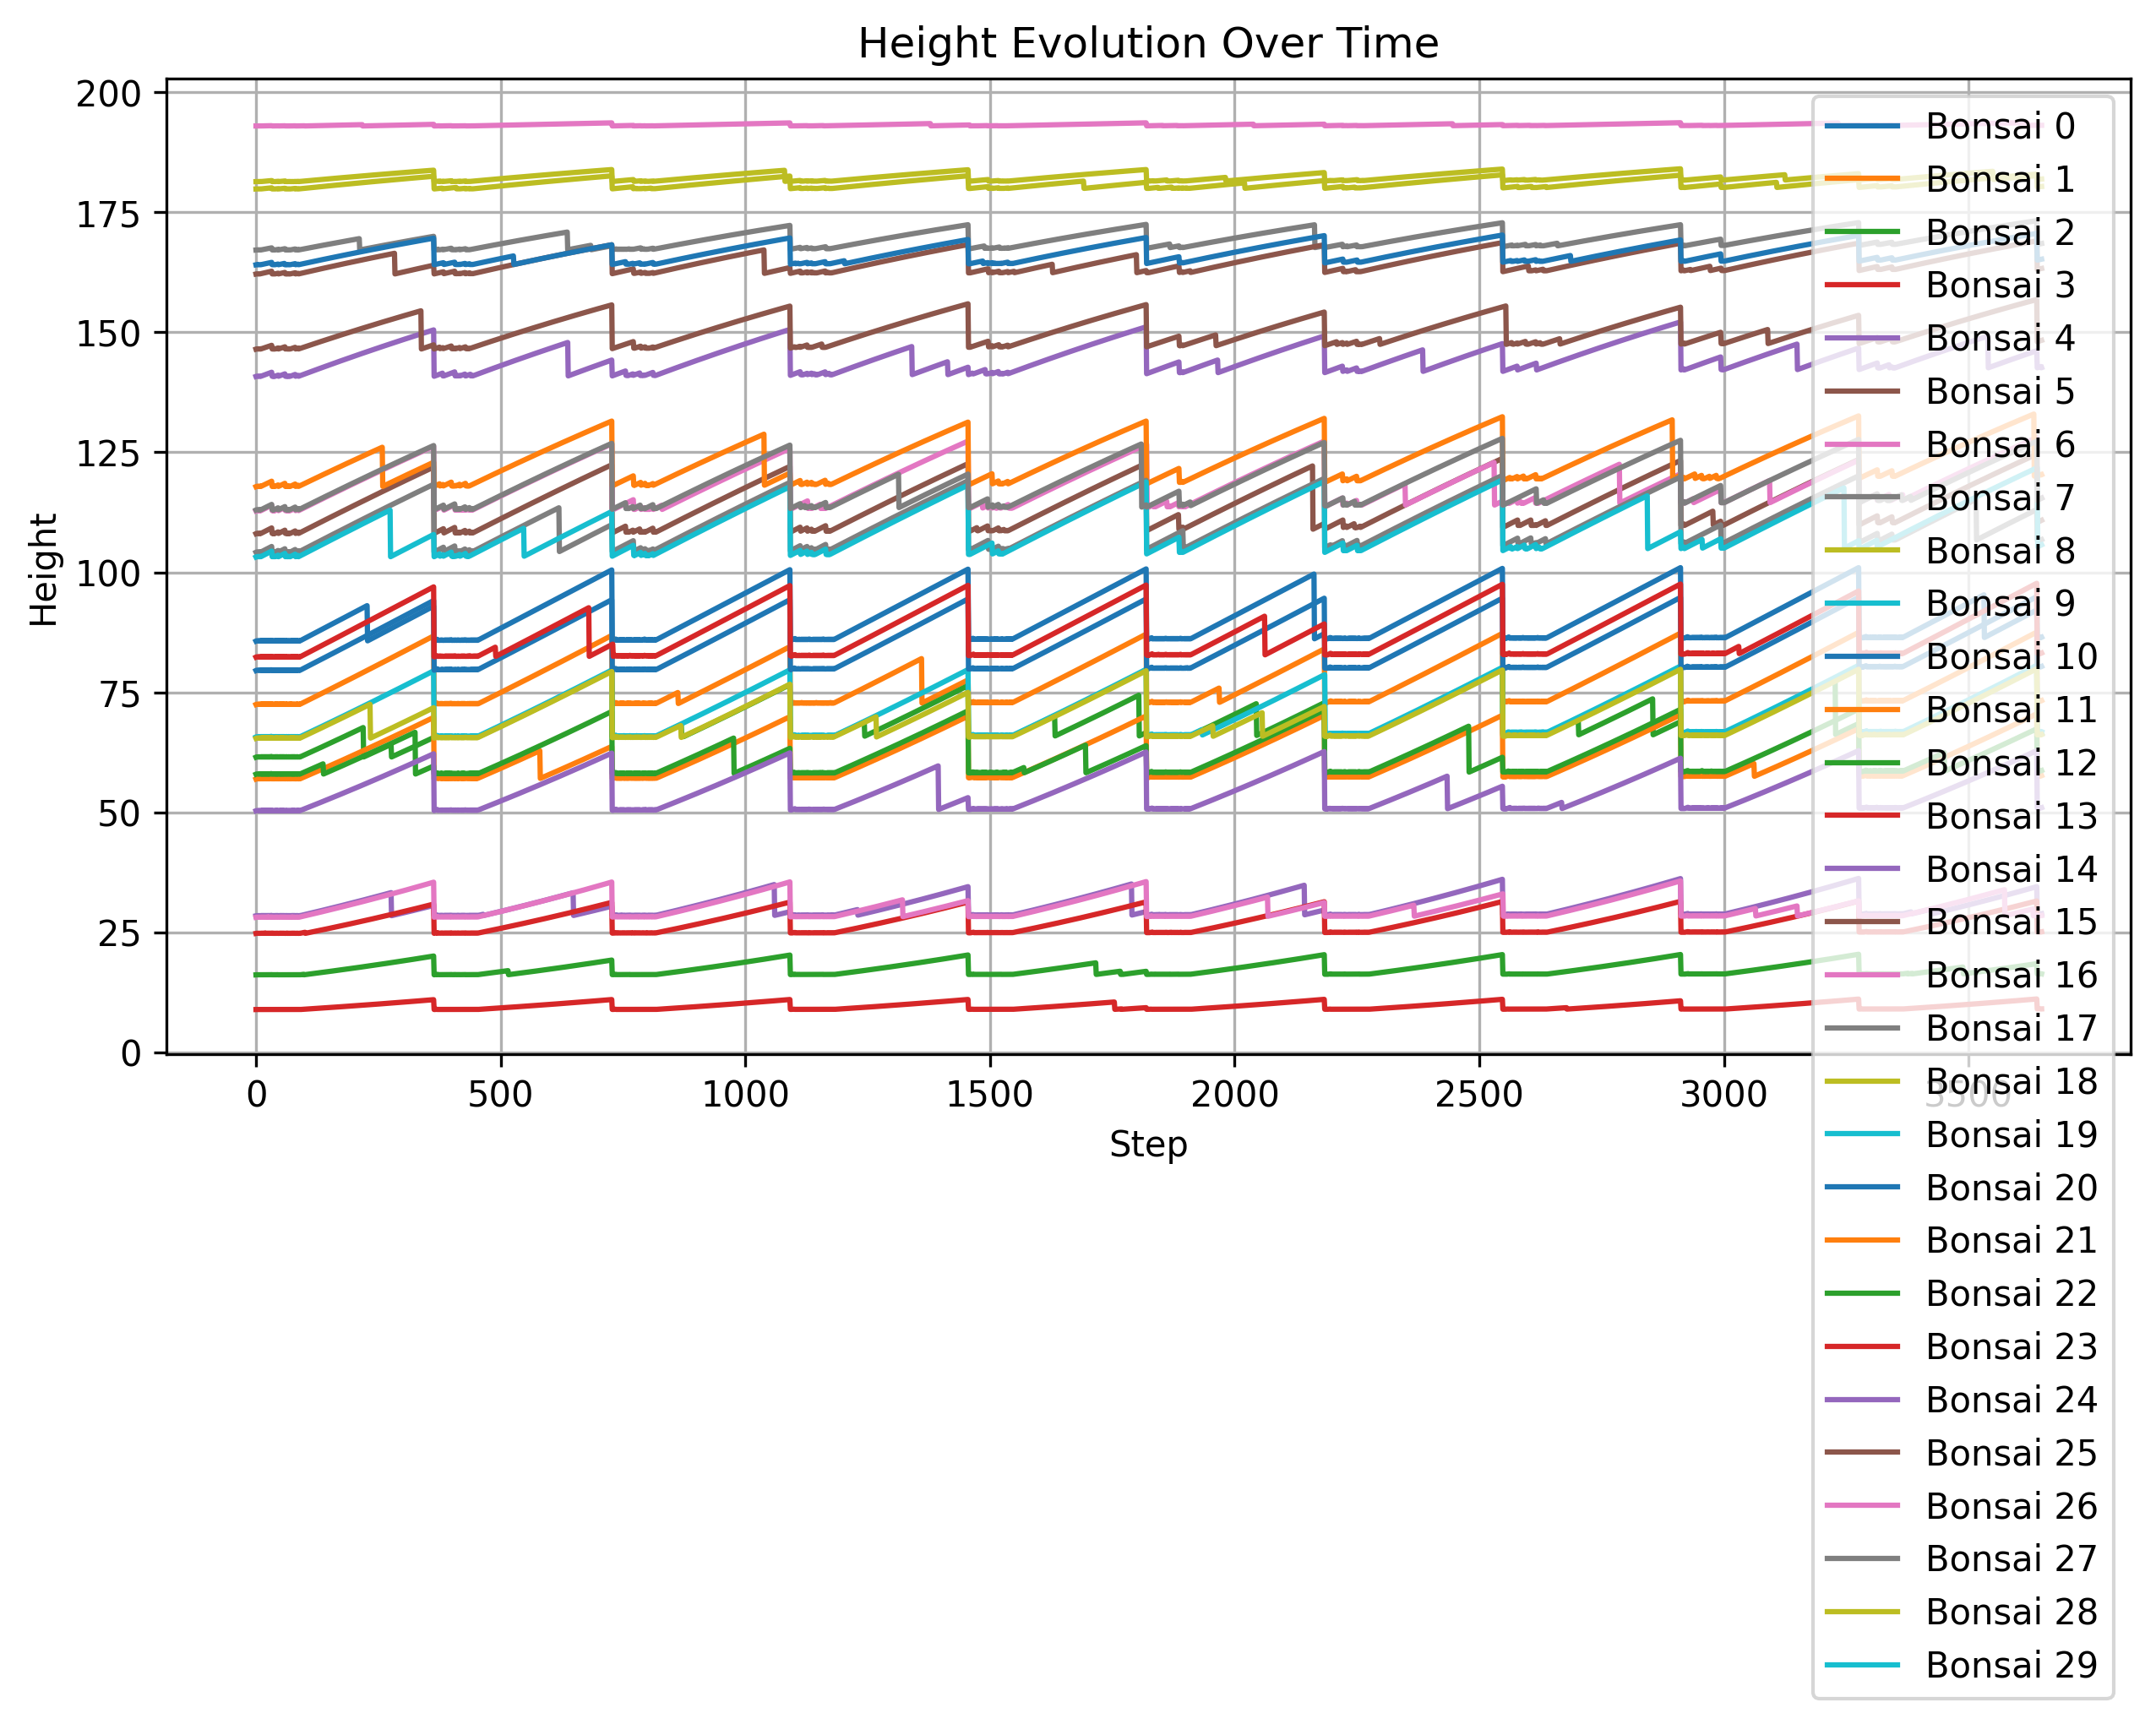 Height Evolution Over Time
Height
200
175
150
125
100
75
50
25
0
0
500
1000
1500
2000
2500
3000
3500
Step
Bonsai 0
Bonsai 1
Bonsai 2
Bonsai 3
Bonsai 4
Bonsai 5
Bonsai 6
Bonsai 7
Bonsai 8
Bonsai 9
Bonsai 10
Bonsai 11
Bonsai 12
Bonsai 13
Bonsai 14
Bonsai 15
Bonsai 16
Bonsai 17
Bonsai 18
Bonsai 19
Bonsai 20
Bonsai 21
Bonsai 22
Bonsai 23
Bonsai 24
Bonsai 25
Bonsai 26
Bonsai 27
Bonsai 28
Bonsai 29